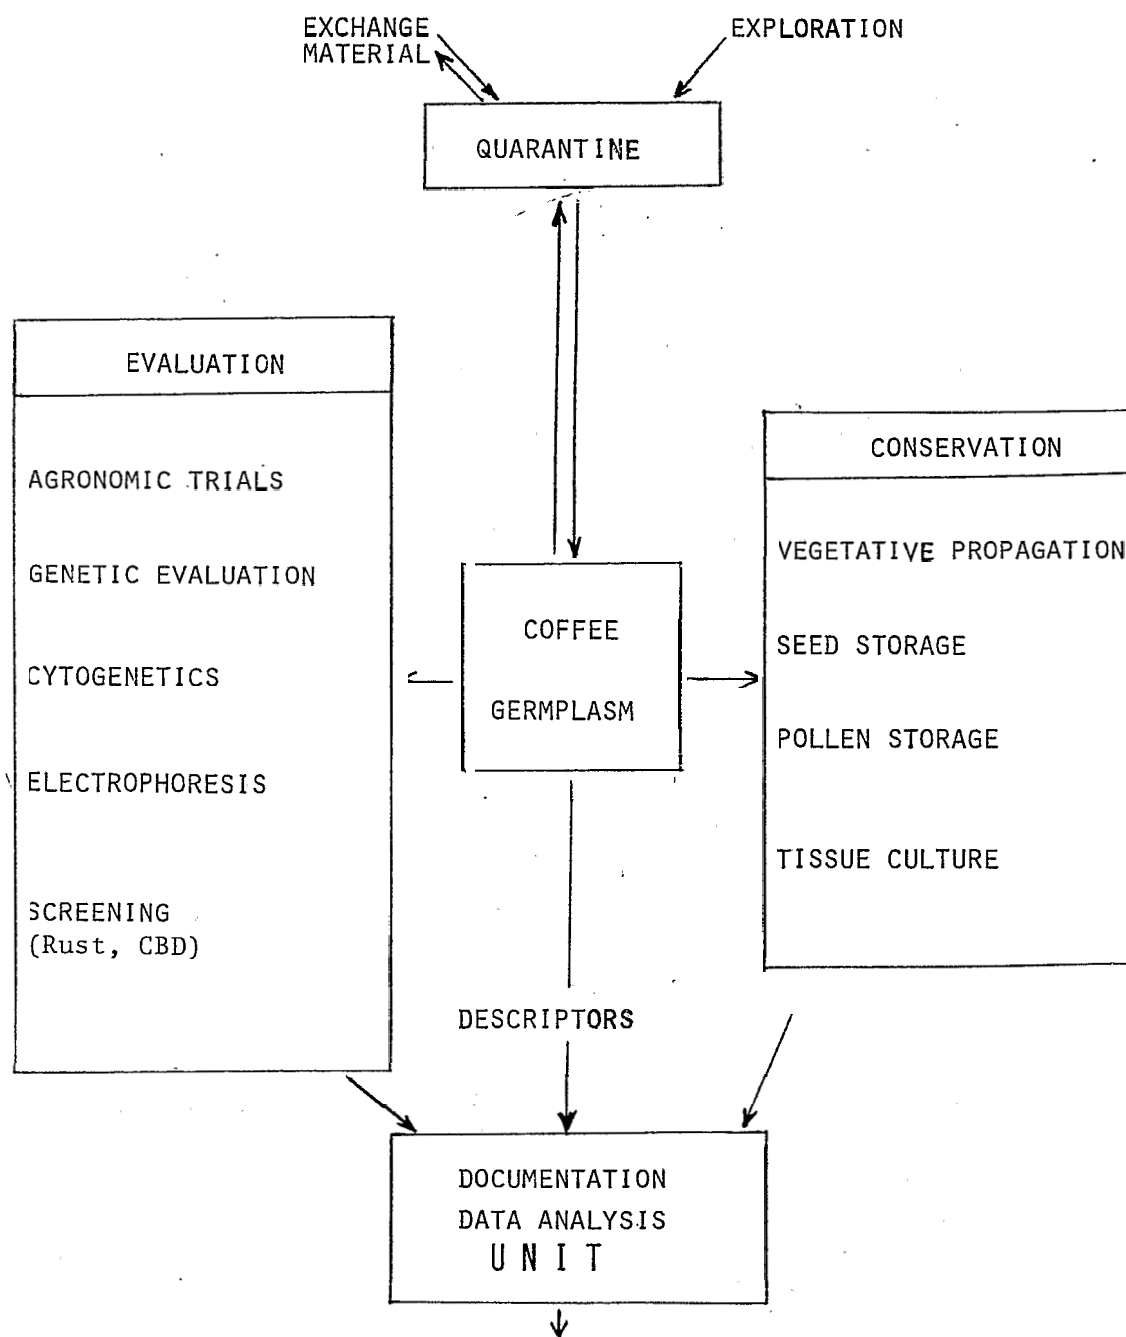 EXCHANGE
MATERIAL
EXPLORATION
QUARANTINE
EVALUATION
AGRONOMIC TRIALS
GENETIC EVALUATION
CYTOGENETICS
ELECTROPHORESIS
SCREENING
(Rust, CBD)
COFFEE
GERMPLASM
CONSERVATION
VEGETATIVE PROPAGATION
SEED STORAGE
POLLEN STORAGE
TISSUE CULTURE
DESCRIPTORS
DOCUMENTATION
DATA ANALYSIS
UNIT